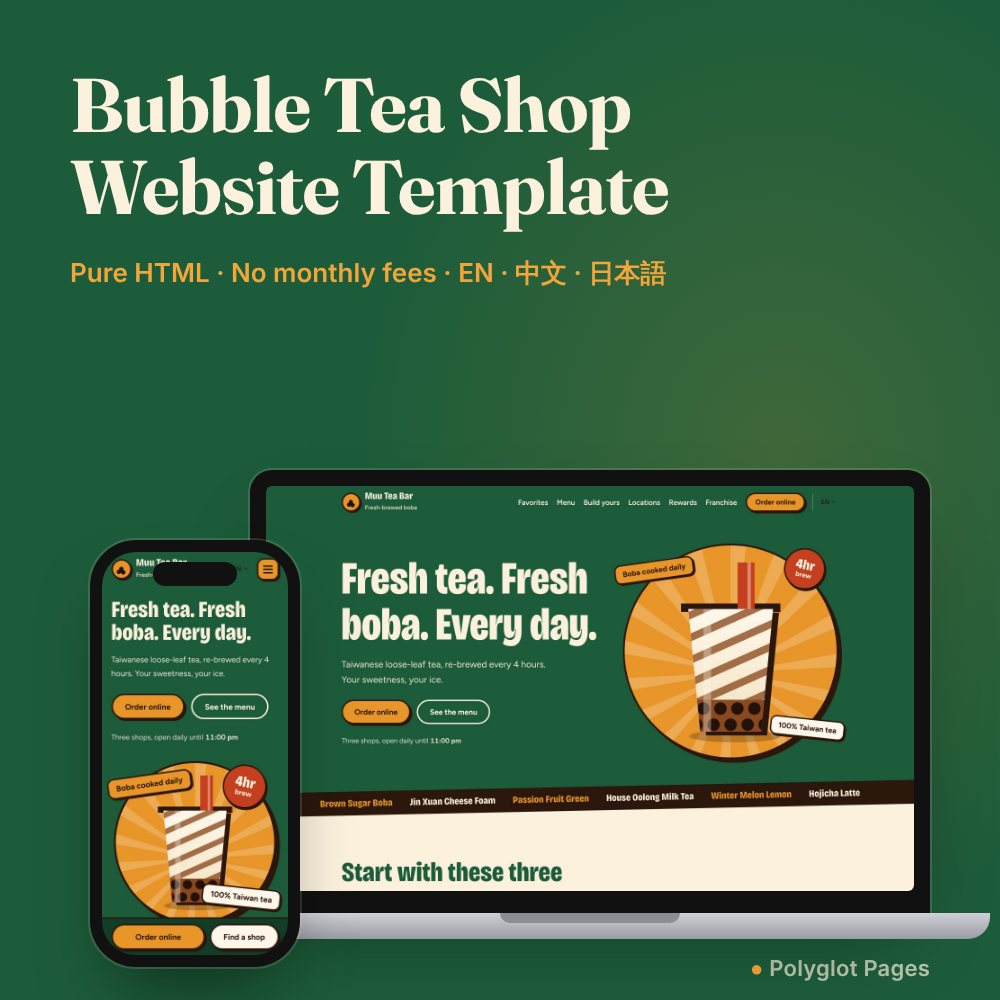 Bubble Tea Shop
Website Template
Pure HTML · No monthly fees · EN · 中文 · 日本語
Muu Tea Bar
Fresh-brewed boba
Favorites Menu Build yours Locations Rewards Franchise Order online EN
Fresh tea. Fresh
boba. Every day.
Taiwanese loose-leaf tea, re-brewed every 4 hours.
Your sweetness, your ice.
Order online See the menu
Three shops, open daily until 11:00 pm
Boba cooked daily
4hr
brew
100% Taiwan tea
Brown Sugar Boba Jin Xuan Cheese Foam Passion Fruit Green House Oolong Milk Tea Winter Melon Lemon Hojicha Latte
Start with these three
Muu Tea Bar
Fresh
Fresh tea. Fresh
boba. Every day.
Taiwanese loose-leaf tea, re-brewed every 4
hours. Your sweetness, your ice.
Order online See the menu
Three shops, open daily until 11:00 pm
Boba cooked daily
4hr
brew
100% Taiwan tea
Order online Find a shop
Polyglot Pages